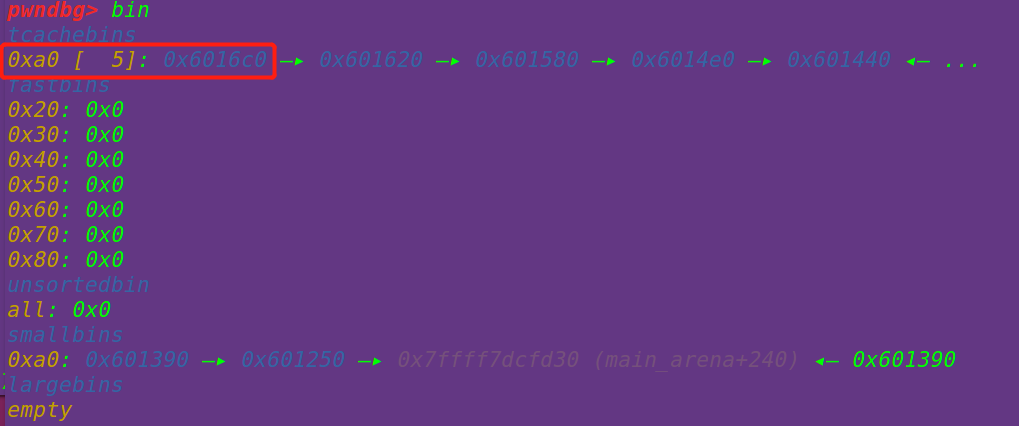 pwndbg> bin
tcachebins
0xa0 [  5]: 0x6016c0 —▸ 0x601620 —▸ 0x601580 —▸ 0x6014e0 —▸ 0x601440 ◂— ...
fastbins
0x20: 0x0
0x30: 0x0
0x40: 0x0
0x50: 0x0
0x60: 0x0
0x70: 0x0
0x80: 0x0
unsortedbin
all: 0x0
smallbins
0xa0: 0x601390 —▸ 0x601250 —▸ 0x7ffff7dcfd30 (main_arena+240) ◂— 0x601390
largebins
empty